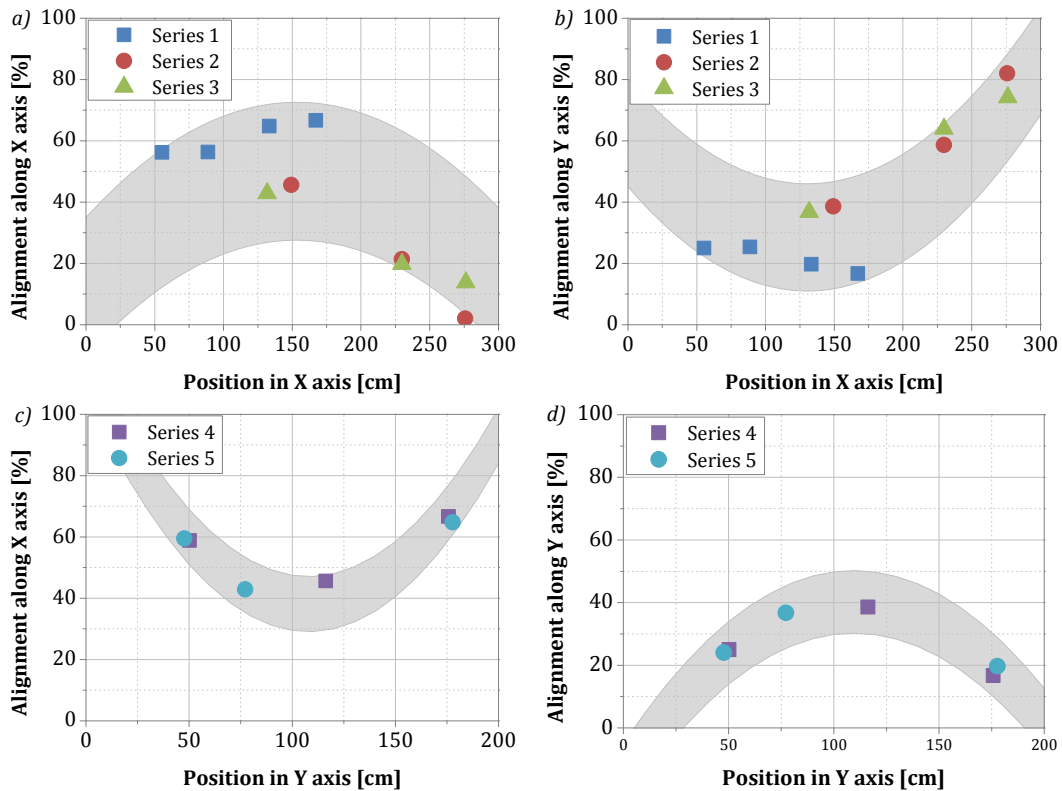 a)
100
80
60
40
20
0
Alignment along X axis [%]
Series 1
Series 2
Series 3
0 50 100 150 200 250 300
Position in X axis [cm]
b)
100
80
60
40
20
0
Alignment along Y axis [%]
Series 1
Series 2
Series 3
0 50 100 150 200 250 300
Position in X axis [cm]
c)
100
80
60
40
20
0
Alignment along X axis [%]
Series 4
Series 5
0 50 100 150 200
Position in Y axis [cm]
d)
100
80
60
40
20
0
Alignment along Y axis [%]
Series 4
Series 5
0 50 100 150 200
Position in Y axis [cm]